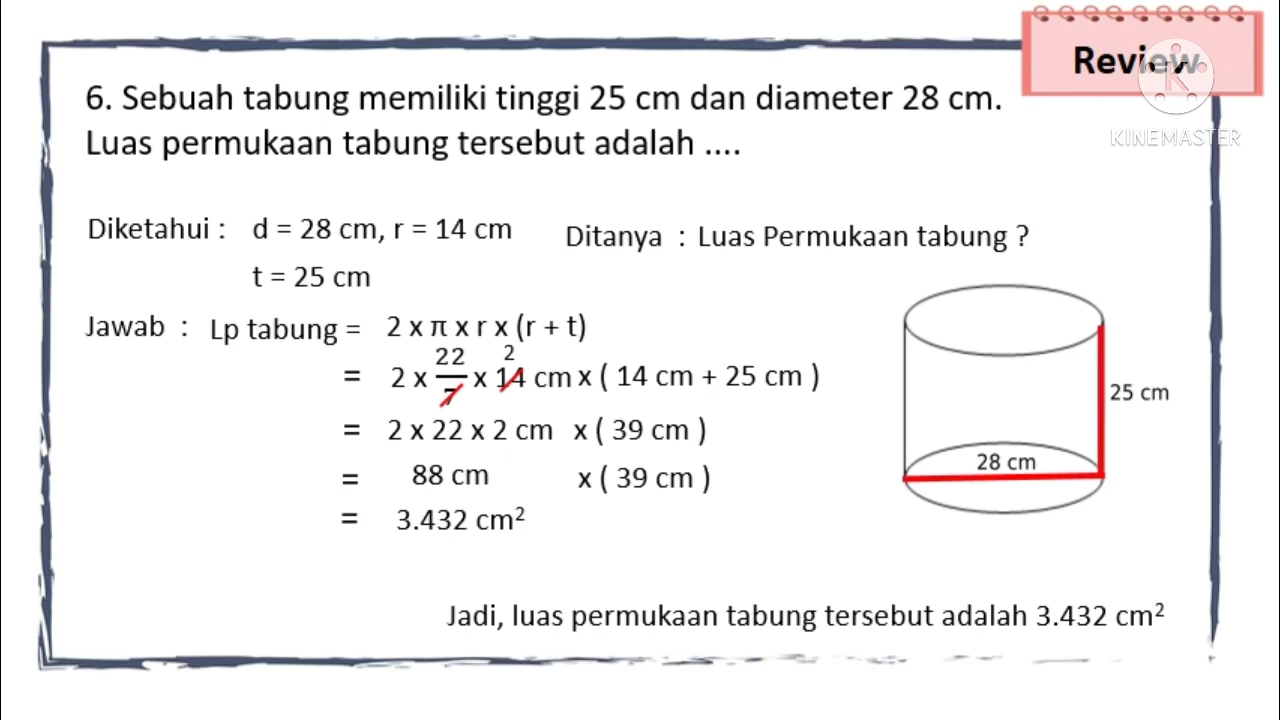 Review
KINEMASTER
6. Sebuah tabung memiliki tinggi 25 cm dan diameter 28 cm.
Luas permukaan tabung tersebut adalah ....
Diketahui : d = 28 cm, r = 14 cm
Ditanya : Luas Permukaan tabung ?
t = 25 cm
Jawab : Lp tabung = 2 x π x r x (r + t)
= 2 x 22/7 x 14 cm x ( 14 cm + 25 cm )
2
= 2 x 22 x 2 cm x ( 39 cm )
= 88 cm x ( 39 cm )
= 3.432 cm²
25 cm
28 cm
Jadi, luas permukaan tabung tersebut adalah 3.432 cm²